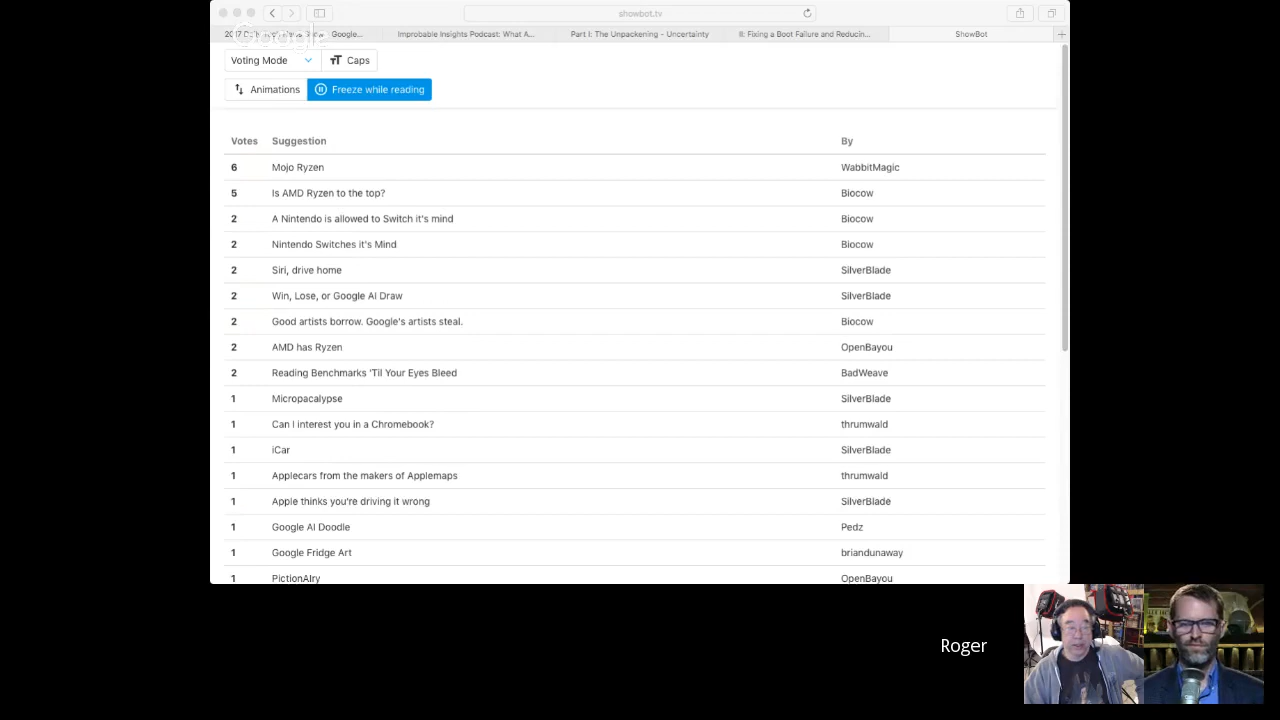 showbot.tv
Google...
Improbable Insights Podcast: What A...
Part I: The Unpackening - Uncertainty
II: Fixing a Boot Failure and Reducin...
ShowBot
Google
Voting Mode
Caps
Animations
Freeze while reading
Votes Suggestion By
6 Mojo Ryzen WabbitMagic
5 Is AMD Ryzen to the top? Biocow
2 A Nintendo is allowed to Switch it's mind Biocow
2 Nintendo Switches it's Mind Biocow
2 Siri, drive home SilverBlade
2 Win, Lose, or Google AI Draw SilverBlade
2 Good artists borrow. Google's artists steal. Biocow
2 AMD has Ryzen OpenBayou
2 Reading Benchmarks 'Til Your Eyes Bleed BadWeave
1 Micropacalypse SilverBlade
1 Can I interest you in a Chromebook? thrumwald
1 iCar SilverBlade
1 Applecars from the makers of Applemaps thrumwald
1 Apple thinks you're driving it wrong SilverBlade
1 Google AI Doodle Pedz
1 Google Fridge Art briandunaway
1 PictionAIry OpenBayou
Roger